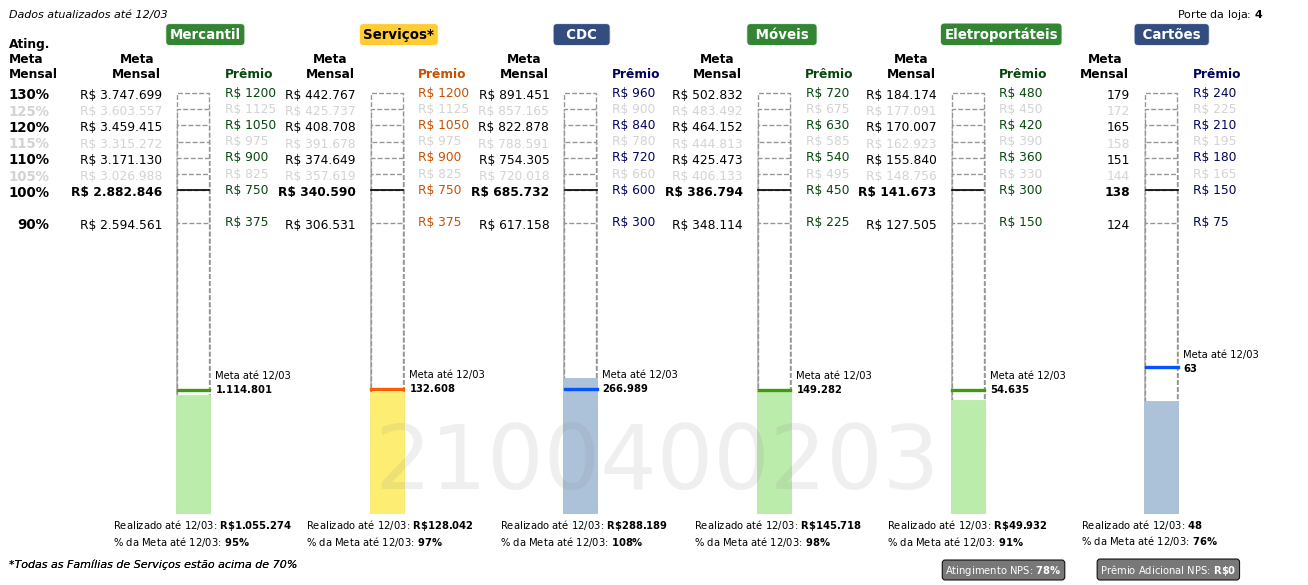 Dados atualizados até 12/03
Porte da loja: 4
Mercantil Serviços* CDC Móveis Eletroportáteis Cartões
Ating. Meta Mensal
Meta Mensal Prêmio Meta Mensal Prêmio Meta Mensal Prêmio Meta Mensal Prêmio Meta Mensal Prêmio Meta Mensal Prêmio
130% R$ 3.747.699 R$ 1200 R$ 442.767 R$ 1200 R$ 891.451 R$ 960 R$ 502.832 R$ 720 R$ 184.174 R$ 480 179 R$ 240
125% R$ 3.603.557 R$ 1125 R$ 425.737 R$ 1125 R$ 857.165 R$ 900 R$ 483.492 R$ 675 R$ 177.091 R$ 450 172 R$ 225
120% R$ 3.459.415 R$ 1050 R$ 408.708 R$ 1050 R$ 822.878 R$ 840 R$ 464.152 R$ 630 R$ 170.007 R$ 420 165 R$ 210
115% R$ 3.315.272 R$ 975 R$ 391.678 R$ 975 R$ 788.591 R$ 780 R$ 444.813 R$ 585 R$ 162.923 R$ 390 158 R$ 195
110% R$ 3.171.130 R$ 900 R$ 374.649 R$ 900 R$ 754.305 R$ 720 R$ 425.473 R$ 540 R$ 155.840 R$ 360 151 R$ 180
105% R$ 3.026.988 R$ 825 R$ 357.619 R$ 825 R$ 720.018 R$ 660 R$ 406.133 R$ 495 R$ 148.756 R$ 330 144 R$ 165
100% R$ 2.882.846 R$ 750 R$ 340.590 R$ 750 R$ 685.732 R$ 600 R$ 386.794 R$ 450 R$ 141.673 R$ 300 138 R$ 150
90% R$ 2.594.561 R$ 375 R$ 306.531 R$ 375 R$ 617.158 R$ 300 R$ 348.114 R$ 225 R$ 127.505 R$ 150 124 R$ 75
Meta até 12/03
63
Meta até 12/03 Meta até 12/03 Meta até 12/03 Meta até 12/03 Meta até 12/03
1.114.801 132.608 266.989 149.282 54.635
2100400203
Realizado até 12/03: R$1.055.274 Realizado até 12/03: R$128.042 Realizado até 12/03: R$288.189 Realizado até 12/03: R$145.718 Realizado até 12/03: R$49.932 Realizado até 12/03: 48
% da Meta até 12/03: 95% % da Meta até 12/03: 97% % da Meta até 12/03: 108% % da Meta até 12/03: 98% % da Meta até 12/03: 91% % da Meta até 12/03: 76%
*Todas as Famílias de Serviços estão acima de 70%
Atingimento NPS: 78% Prêmio Adicional NPS: R$0